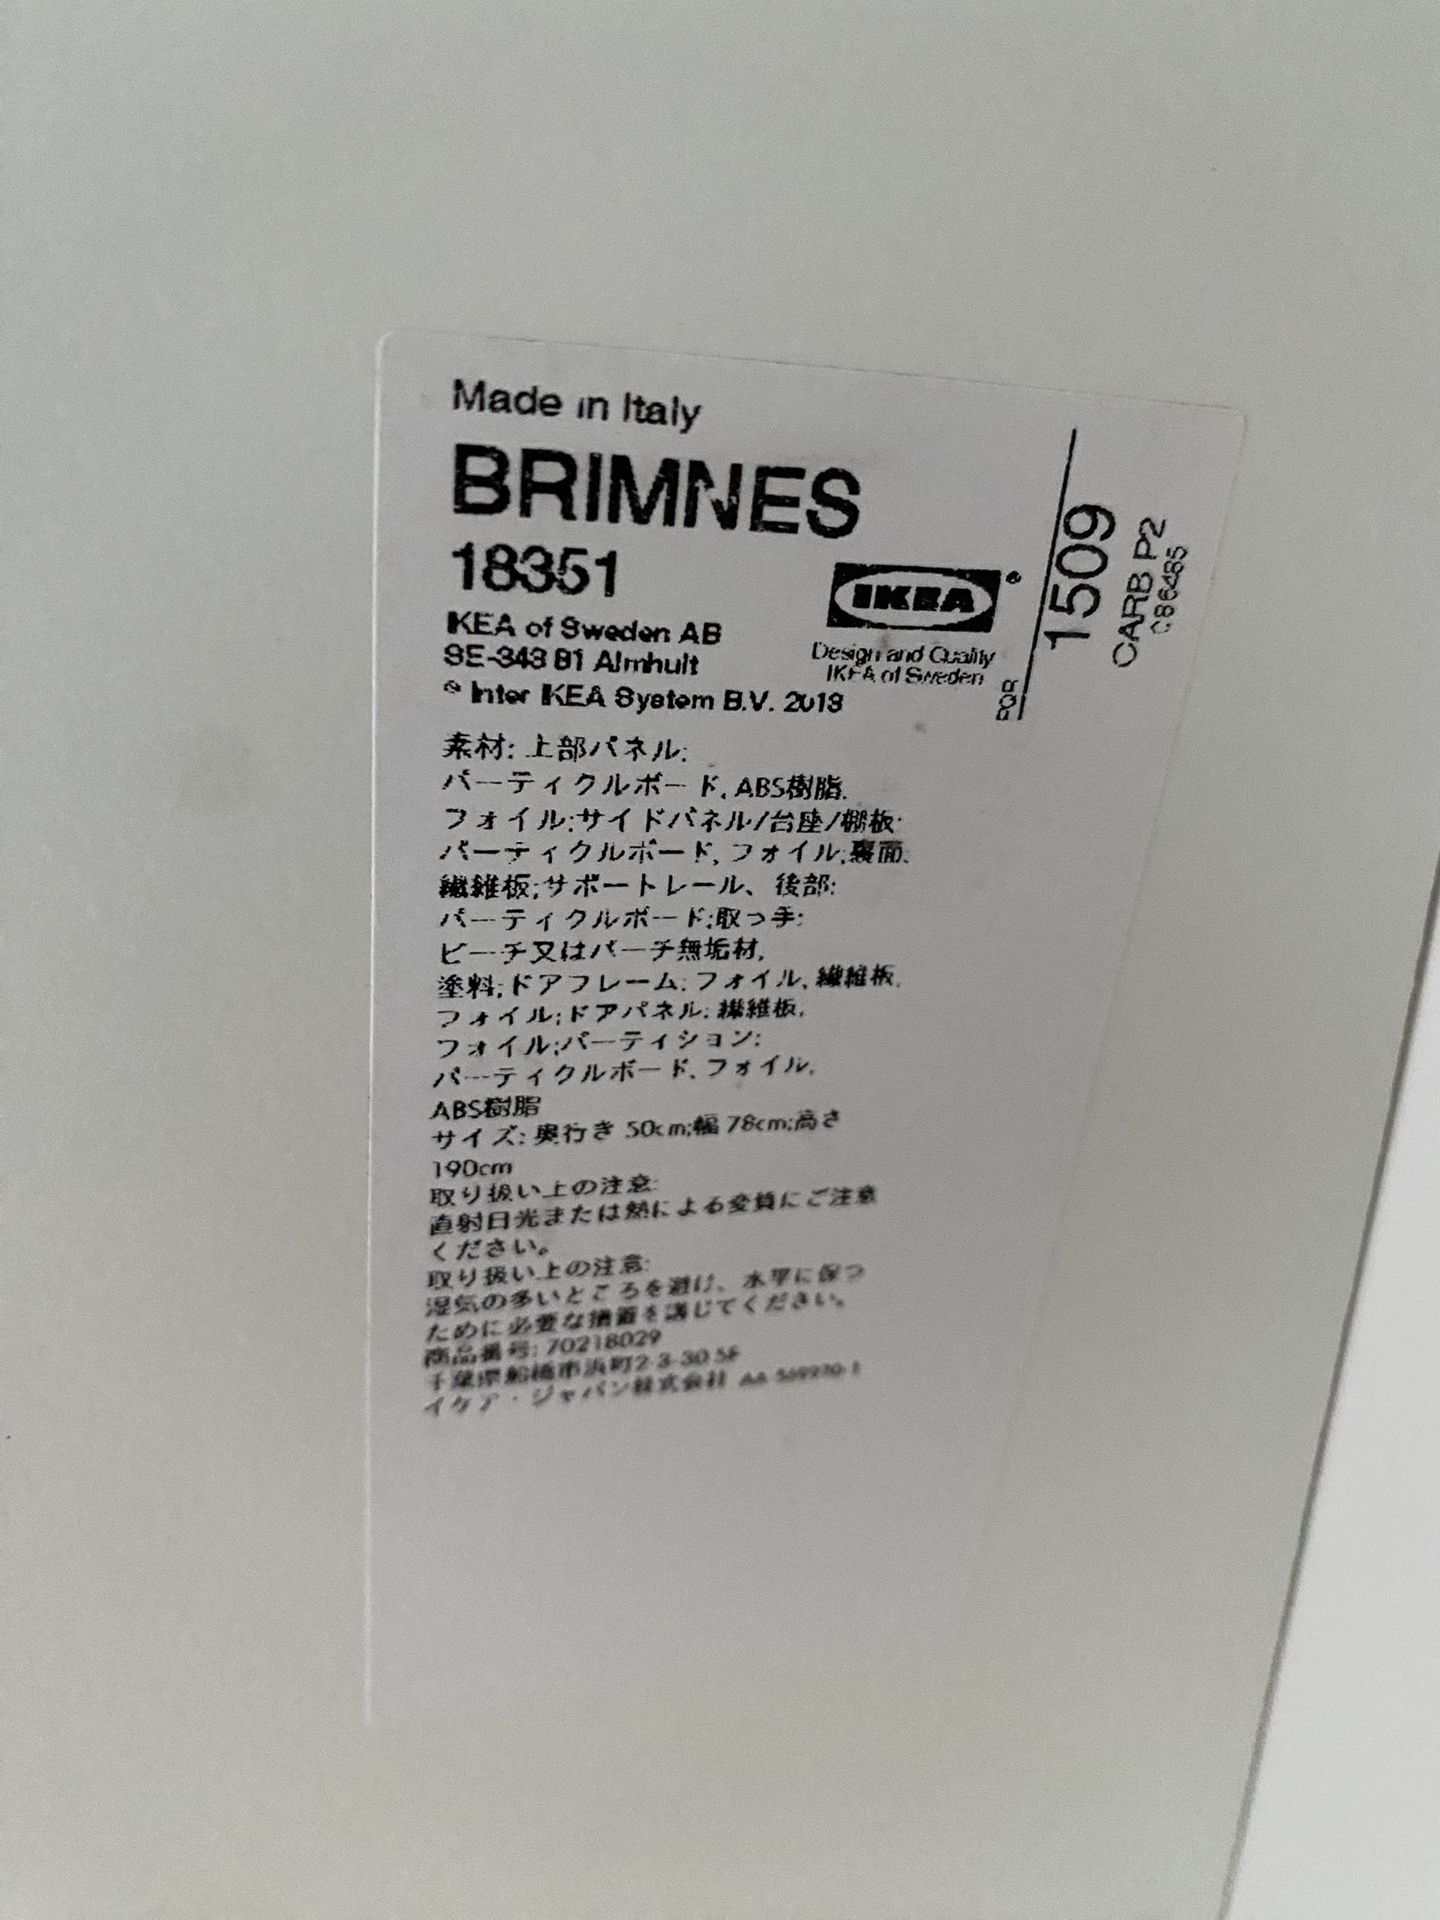 Made in Italy
BRIMNES
18351
IKEA of Sweden AB
SE-343 81 Almhult
© Inter IKEA System B.V. 2013
IKEA ®
Design and Quality
IKEA of Sweden
PQR
1509
CARB P2
C86485
素材: 上部パネル:
パーティクルボード, ABS樹脂,
フォイル;サイドパネル/台座/棚板:
パーティクルボード, フォイル;裏面:
繊維板;サポートレール、後部:
パーティクルボード;取っ手:
ビーチ又はバーチ無垢材,
塗料;ドアフレーム: フォイル, 繊維板,
フォイル;ドアパネル: 繊維板,
フォイル;パーティション:
パーティクルボード, フォイル,
ABS樹脂
サイズ: 奥行き 50cm;幅 78cm;高さ
190cm
取り扱い上の注意:
直射日光または熱による変質にご注意
ください。
取り扱い上の注意:
湿気の多いところを避け、水平に保つ
ために必要な措置を講じてください。
商品番号: 70218029
千葉県船橋市浜町2-3-30 5F
イケア・ジャパン株式会社 AA-